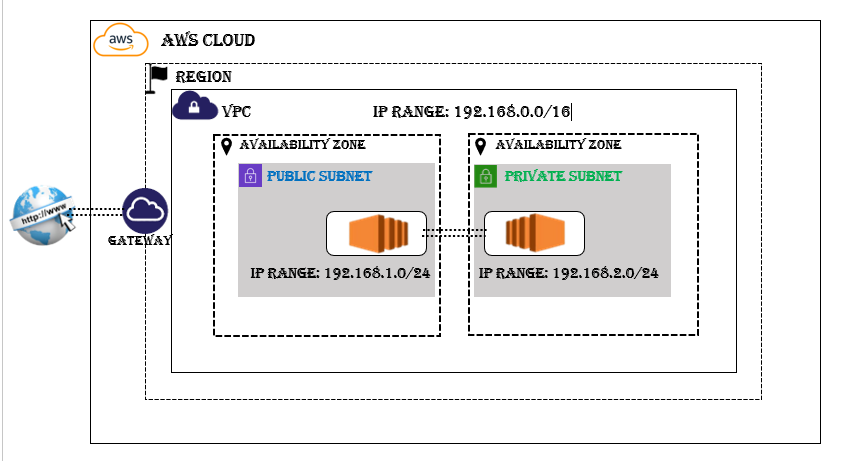 aws
AWS CLOUD
REGION
VPC
IP RANGE: 192.168.0.0/16
AVAILABILITY ZONE
AVAILABILITY ZONE
PUBLIC SUBNET
PRIVATE SUBNET
http://www
GATEWAY
IP RANGE: 192.168.1.0/24
IP RANGE: 192.168.2.0/24